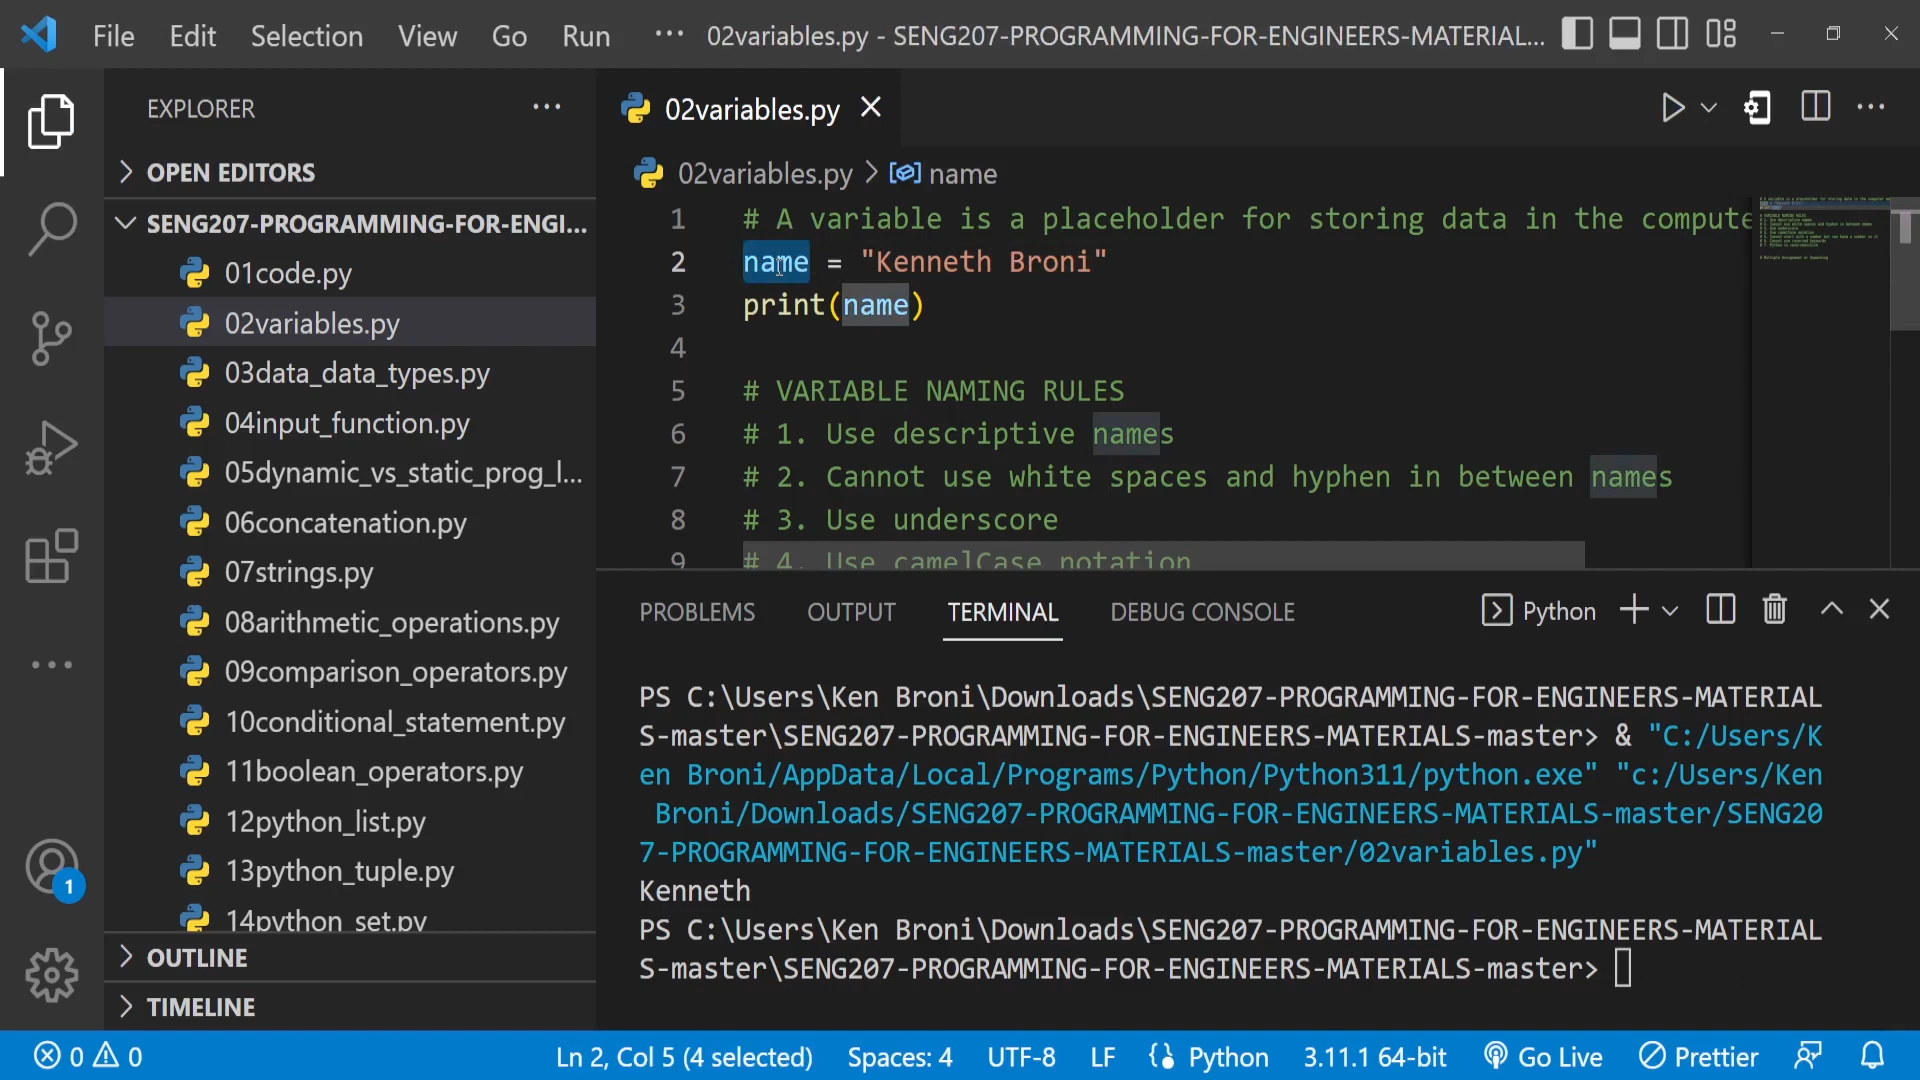 File Edit Selection View Go Run ··· 02variables.py - SENG207-PROGRAMMING-FOR-ENGINEERS-MATERIAL...
EXPLORER
OPEN EDITORS
SENG207-PROGRAMMING-FOR-ENGI...
01code.py
02variables.py
03data_data_types.py
04input_function.py
05dynamic_vs_static_prog_l...
06concatenation.py
07strings.py
08arithmetic_operations.py
09comparison_operators.py
10conditional_statement.py
11boolean_operators.py
12python_list.py
13python_tuple.py
14python_set.py
OUTLINE
TIMELINE
1
02variables.py
02variables.py > name
1 # A variable is a placeholder for storing data in the compute
2 name = "Kenneth Broni"
3 print(name)
4
5 # VARIABLE NAMING RULES
6 # 1. Use descriptive names
7 # 2. Cannot use white spaces and hyphen in between names
8 # 3. Use underscore
9 # 4. Use camelCase notation
PROBLEMS OUTPUT TERMINAL DEBUG CONSOLE Python
PS C:\Users\Ken Broni\Downloads\SENG207-PROGRAMMING-FOR-ENGINEERS-MATERIAL
S-master\SENG207-PROGRAMMING-FOR-ENGINEERS-MATERIALS-master> & "C:/Users/K
en Broni/AppData/Local/Programs/Python/Python311/python.exe" "c:/Users/Ken
Broni/Downloads/SENG207-PROGRAMMING-FOR-ENGINEERS-MATERIALS-master/SENG20
7-PROGRAMMING-FOR-ENGINEERS-MATERIALS-master/02variables.py"
Kenneth
PS C:\Users\Ken Broni\Downloads\SENG207-PROGRAMMING-FOR-ENGINEERS-MATERIAL
S-master\SENG207-PROGRAMMING-FOR-ENGINEERS-MATERIALS-master>
0 0 Ln 2, Col 5 (4 selected) Spaces: 4 UTF-8 LF Python 3.11.1 64-bit Go Live Prettier